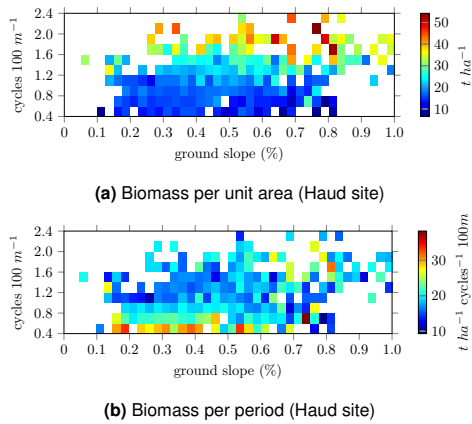 2.4
2.0
1.6
1.2
0.8
0.4
cycles 100 m⁻¹
0 0.1 0.2 0.3 0.4 0.5 0.6 0.7 0.8 0.9 1.0
ground slope (%)
50
40
30
20
10
t ha⁻¹
(a) Biomass per unit area (Haud site)
2.4
2.0
1.6
1.2
0.8
0.4
cycles 100 m⁻¹
0 0.1 0.2 0.3 0.4 0.5 0.6 0.7 0.8 0.9 1.0
ground slope (%)
30
20
10
t ha⁻¹ cycles⁻¹ 100m
(b) Biomass per period (Haud site)